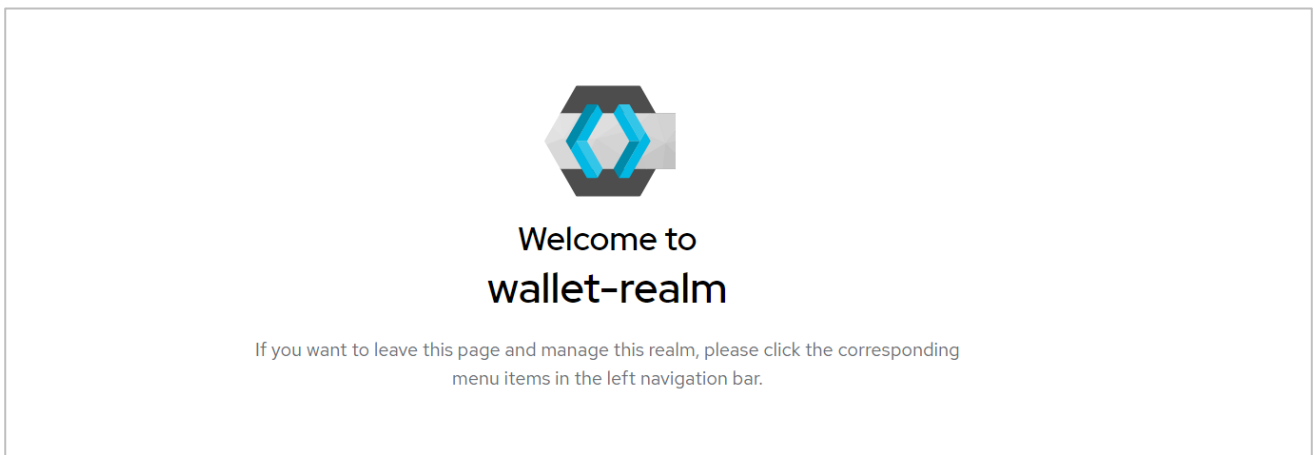 Welcome to
wallet-realm
If you want to leave this page and manage this realm, please click the corresponding
menu items in the left navigation bar.